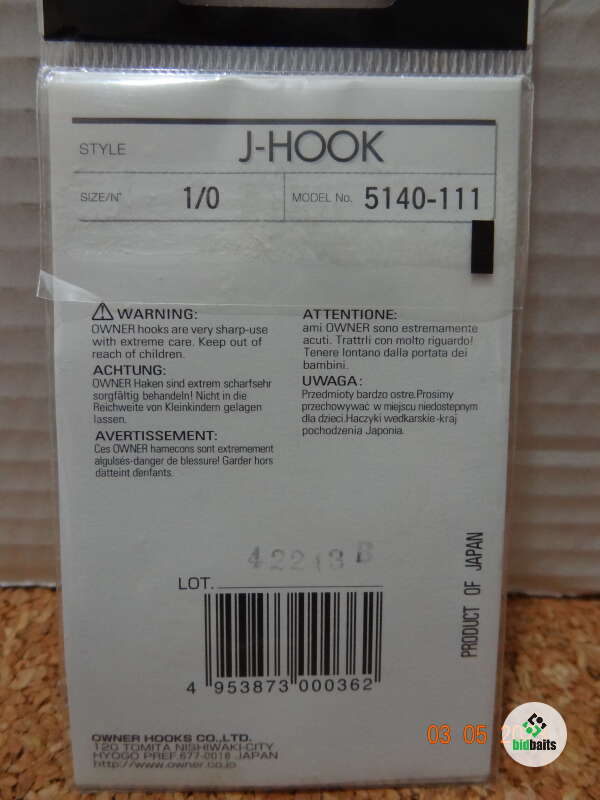 STYLE J-HOOK
SIZE/N° 1/0 MODEL No. 5140-111
⚠ WARNING:
OWNER hooks are very sharp-use
with extreme care. Keep out of
reach of children.
ACHTUNG:
OWNER Haken sind extrem scharfsehr
sorgfältig behandeln! Nicht in die
Reichweite von Kleinkindern gelagen
lassen.
AVERTISSEMENT:
Ces OWNER hamecons sont extremement
aigulsés-danger de blessure! Garder hors
d'atteint d'enfants.
ATTENTIONE:
ami OWNER sono estremamente
acuti. Trattrli con molto riguardo!
Tenere lontano dalla portata dei
bambini.
UWAGA:
Przedmioty bardzo ostre.Prosimy
przechowywać w miejscu niedostepnym
dla dzieci.Haczyki wedkarskie-kraj
pochodzenia Japonia.
42213 B
LOT.
4 953873 000362
PRODUCT OF JAPAN
OWNER HOOKS CO.,LTD.
120 TOMITA NISHIWAKI-CITY
HYOGO PREF.677-0018 JAPAN
http://www.owner.co.jp
03 05
bidbaits